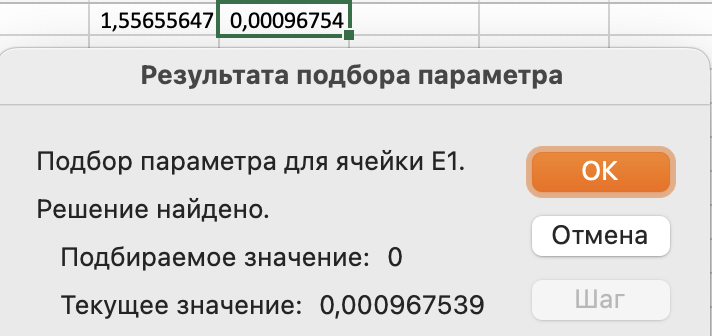 1,55655647 0,00096754
Результата подбора параметра
Подбор параметра для ячейки E1.
OK
Решение найдено.
Отмена
Подбираемое значение: 0
Шаг
Текущее значение: 0,000967539